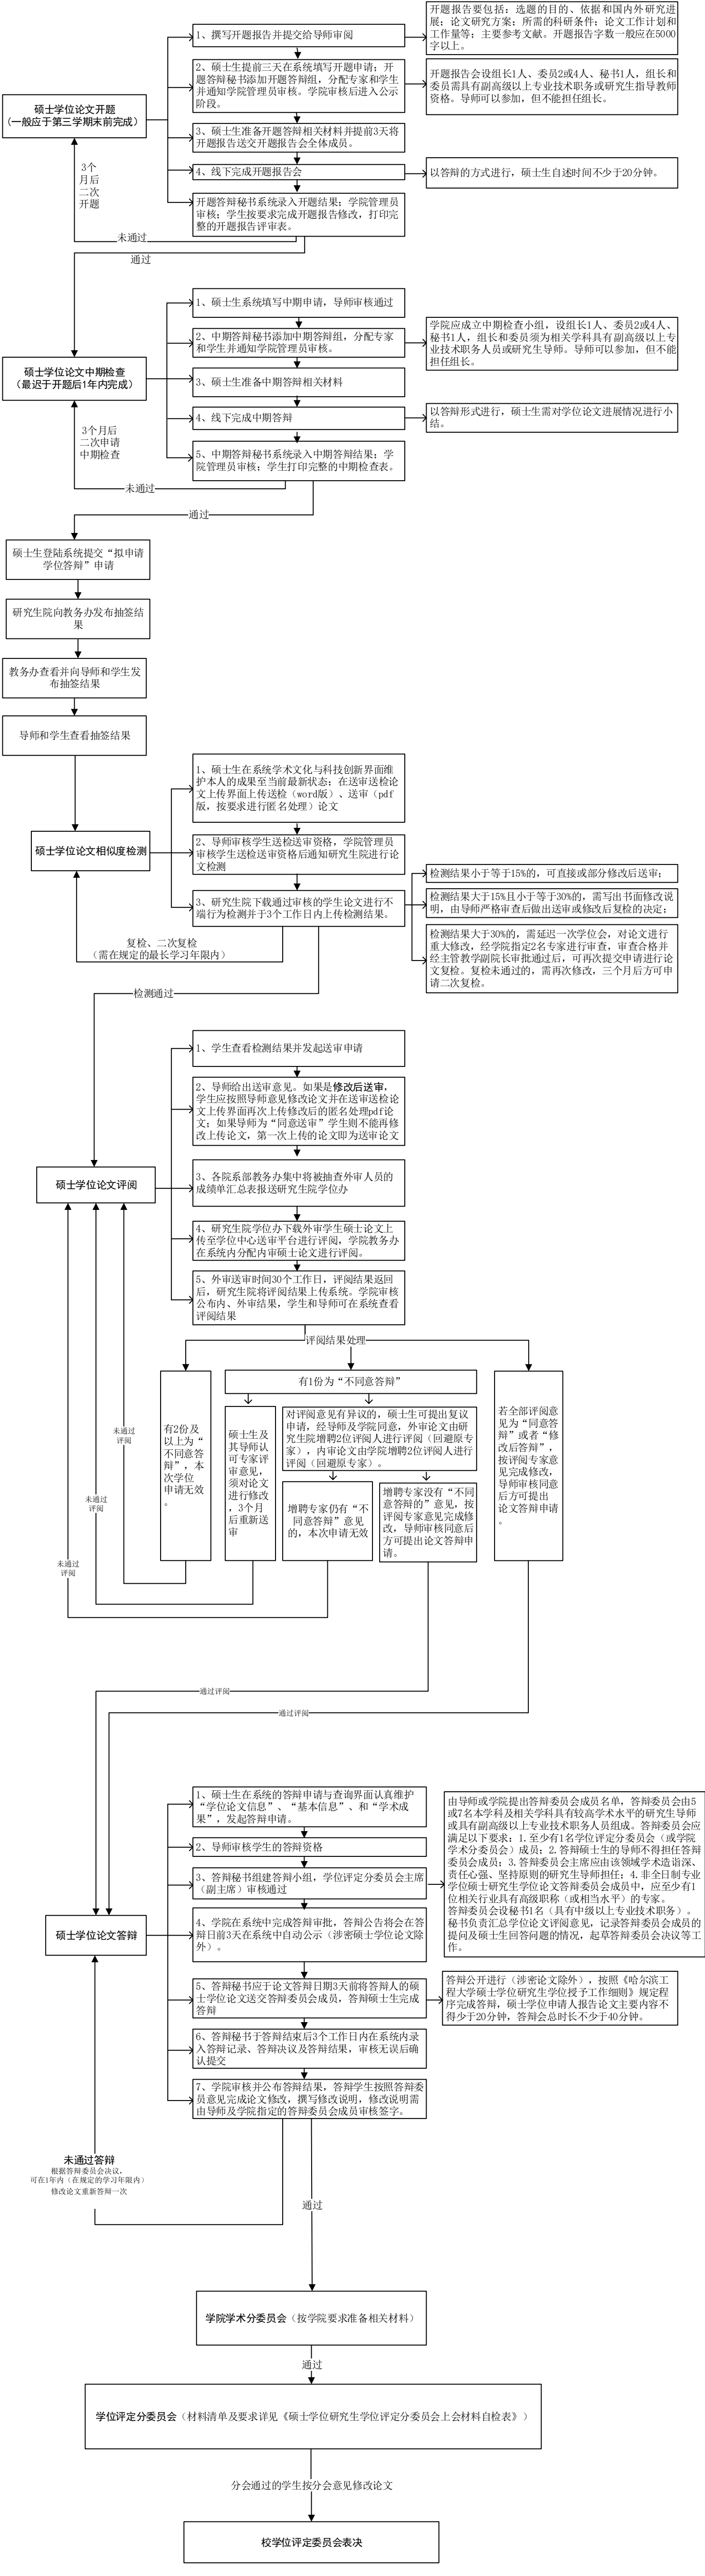 硕士学位论文开题
（一般应于第三学期末前完成）
1、撰写开题报告并提交给导师审阅
开题报告要包括：选题的目的、依据和国内外研究进
展；论文研究方案；所需的科研条件；论文工作计划和
工作量等；主要参考文献。开题报告字数一般应在5000
字以上。
2、硕士生提前三天在系统填写开题申请；开
题答辩秘书添加开题答辩组，分配专家和学生
并通知学院管理员审核。学院审核后进入公示
阶段。
开题报告会设组长1人、委员2或4人、秘书1人，组长和
委员需具有副高级以上专业技术职务或研究生指导教师
资格。导师可以参加，但不能担任组长。
3、硕士生准备开题答辩相关材料并提前3天将
开题报告送交开题报告会全体成员。
4、线下完成开题报告会
以答辩的方式进行，硕士生自述时间不少于20分钟。
开题答辩秘书系统录入开题结果；学院管理员
审核；学生按要求完成开题报告修改，打印完
整的开题报告评审表。
3个
月后
二次
开题
未通过
通过
硕士学位论文中期检查
（最迟于开题后1年内完成）
1、硕士生系统填写中期申请，导师审核通过
2、中期答辩秘书添加中期答辩组，分配专家
和学生并通知学院管理员审核。
学院应成立中期检查小组，设组长1人、委员2或4人、
秘书1人，组长和委员须为相关学科具有副高级以上专
业技术职务人员或研究生导师。导师可以参加，但不能
担任组长。
3、硕士生准备中期答辩相关材料
4、线下完成中期答辩
以答辩形式进行，硕士生需对学位论文进展情况进行小
结。
5、中期答辩秘书系统录入中期答辩结果；学
院管理员审核；学生打印完整的中期检查表。
3个月后
二次申请
中期检查
未通过
通过
硕士生登陆系统提交“拟申请
学位答辩”申请
研究生院向教务办发布抽签结
果
教务办查看并向导师和学生发
布抽签结果
导师和学生查看抽签结果
硕士学位论文相似度检测
1、硕士生在系统学术文化与科技创新界面维
护本人的成果至当前最新状态；在送审送检论
文上传界面上传送检（word版）、送审（pdf
版，按要求进行匿名处理）论文
2、导师审核学生送检送审资格，学院管理员
审核学生送检送审资格后通知研究生院进行论
文检测
3、研究生院下载通过审核的学生论文进行不
端行为检测并于3个工作日内上传检测结果。
检测结果小于等于15%的，可直接或部分修改后送审；
检测结果大于15%且小于等于30%的，需写出书面修改说
明，由导师严格审查后做出送审或修改后复检的决定；
检测结果大于30%的，需延迟一次学位会，对论文进行
重大修改，经学院指定2名专家进行审查，审查合格并
经主管教学副院长审批通过后，可再次提交申请进行论
文复检。复检未通过的，需再次修改，三个月后方可申
请二次复检。
复检、二次复检
（需在规定的最长学习年限内）
检测通过
硕士学位论文评阅
1、学生查看检测结果并发起送审申请
2、导师给出送审意见。如果是修改后送审，
学生应按照导师意见修改论文并在送审送检论
文上传界面再次上传修改后的匿名处理pdf论
文；如果导师为“同意送审”学生则不能再修
改上传论文，第一次上传的论文即为送审论文
3、各院系部教务办集中将被抽查外审人员的
成绩单汇总表报送研究生院学位办
4、研究生院学位办下载外审学生硕士论文上
传至学位中心送审平台进行评阅，学院教务办
在系统内分配内审硕士论文进行评阅。
5、外审送审时间30个工作日，评阅结果返回
后，研究生院将评阅结果上传系统。学院审核
公布内、外审结果，学生和导师可在系统查看
评阅结果
评阅结果处理
有2份及
以上为“
不同意答
辩”，本
次学位
申请无效。
有1份为“不同意答辩”
硕士生及
其导师认
可专家评
审意见，
须对论文
进行修改
，3个月
后重新送
审
对评阅意见有异议的，硕士生可提出复议
申请，经导师及学院同意，外审论文由研
究生院增聘2位评阅人进行评阅（回避原专
家），内审论文由学院增聘2位评阅人进行
评阅（回避原专家）。
增聘专家仍有“不
同意答辩”意见
的，本次申请无效
增聘专家没有“不同
意答辩的”意见，按
评阅专家意见完成修
改，导师审核同意后
方可提出论文答辩申
请。
若全部评阅意
见为“同意答
辩”或者“修
改后答辩”，
按评阅专家意
见完成修改，
导师审核同意
后方可提出
论文答辩申请
。
未通过
评阅
未通过
评阅
未通过
评阅
通过评阅
通过评阅
硕士学位论文答辩
1、硕士生在系统的答辩申请与查询界面认真维护
“学位论文信息”、“基本信息”、和“学术成
果”，发起答辩申请。
2、导师审核学生的答辩资格
3、答辩秘书组建答辩小组，学位评定分委员会主席
（副主席）审核通过
由导师或学院提出答辩委员会成员名单，答辩委员会由5
或7名本学科及相关学科具有较高学术水平的研究生导师
或具有副高级以上专业技术职务人员组成。答辩委员会应
满足以下要求：1.至少有1名学位评定分委员会（或学院
学术分委员会）成员；2.答辩硕士生的导师不得担任答辩
委员会成员；3.答辩委员会主席应由该领域学术造诣深、
责任心强、坚持原则的研究生导师担任；4.非全日制专业
学位硕士研究生学位论文答辩委员会成员中，应至少有1
位相关行业具有高级职称（或相当水平）的专家。
答辩委员会设秘书1名（具有中级以上专业技术职务）。
秘书负责汇总学位论文评阅意见，记录答辩委员会成员的
提问及硕士生回答问题的情况，起草答辩委员会决议等工
作。
4、学院在系统中完成答辩审批，答辩公告将会在答
辩日前3天在系统中自动公示（涉密硕士学位论文除
外）。
5、答辩秘书应于论文答辩日期3天前将答辩人的硕
士学位论文送交答辩委员会成员，答辩硕士生完成
答辩
答辩公开进行（涉密论文除外），按照《哈尔滨工
程大学硕士学位研究生学位授予工作细则》规定程
序完成答辩，硕士学位申请人报告论文主要内容不
得少于20分钟，答辩会总时长不少于40分钟。
6、答辩秘书于答辩结束后3个工作日内在系统内录
入答辩记录、答辩决议及答辩结果，审核无误后确
认提交
7、学院审核并公布答辩结果，答辩学生按照答辩委
员意见完成论文修改，撰写修改说明，修改说明需
由导师及学院指定的答辩委员会成员审核签字。
未通过答辩
根据答辩委员会决议，
可在1年内（在规定的学习年限内）
修改论文重新答辩一次
通过
学院学术分委员会（按学院要求准备相关材料）
通过
学位评定分委员会（材料清单及要求详见《硕士学位研究生学位评定分委员会上会材料自检表》）
分会通过的学生按分会意见修改论文
校学位评定委员会表决